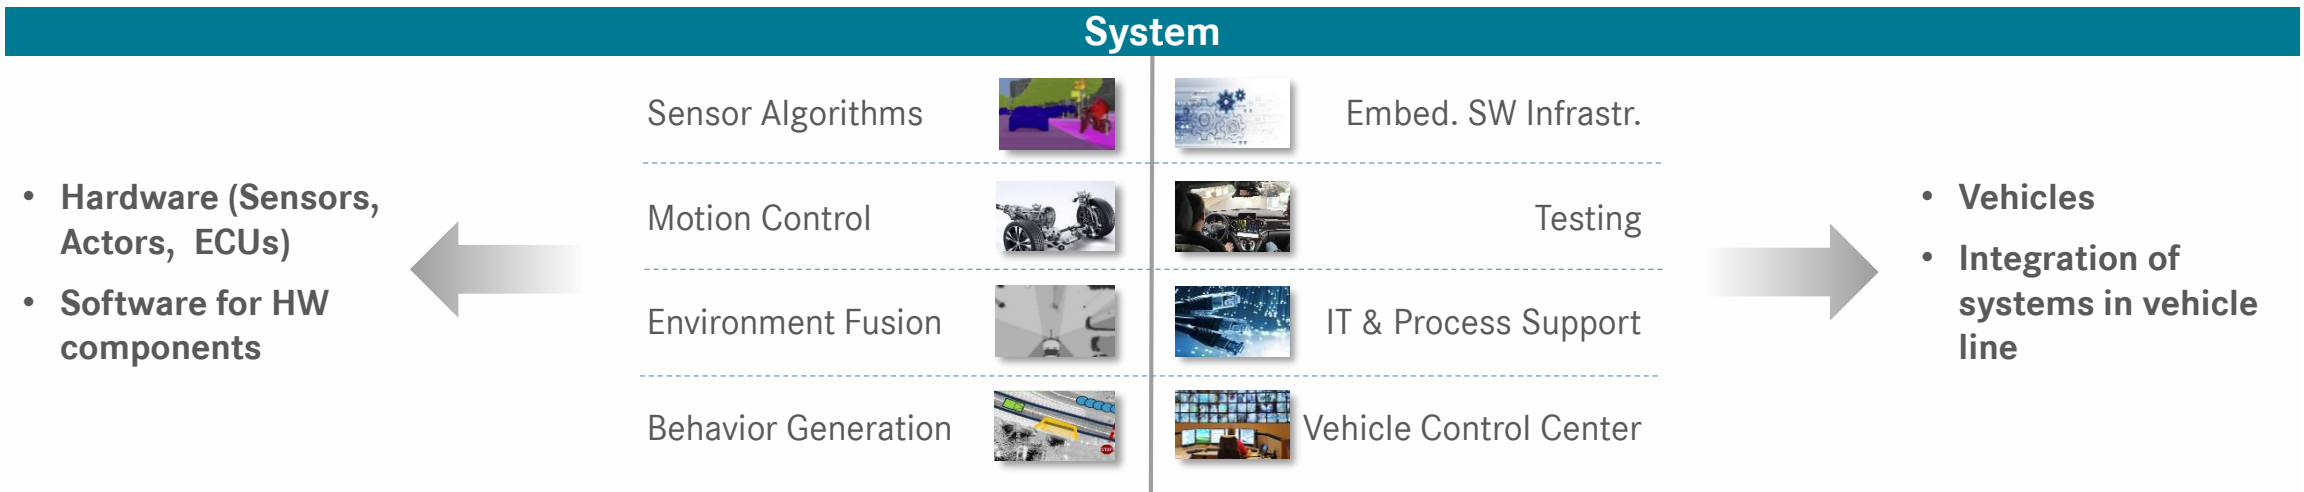 System
• Hardware (Sensors,
Actors, ECUs)
• Software for HW
components
Sensor Algorithms
Motion Control
Environment Fusion
Behavior Generation
Embed. SW Infrastr.
Testing
IT & Process Support
Vehicle Control Center
• Vehicles
• Integration of
systems in vehicle
line